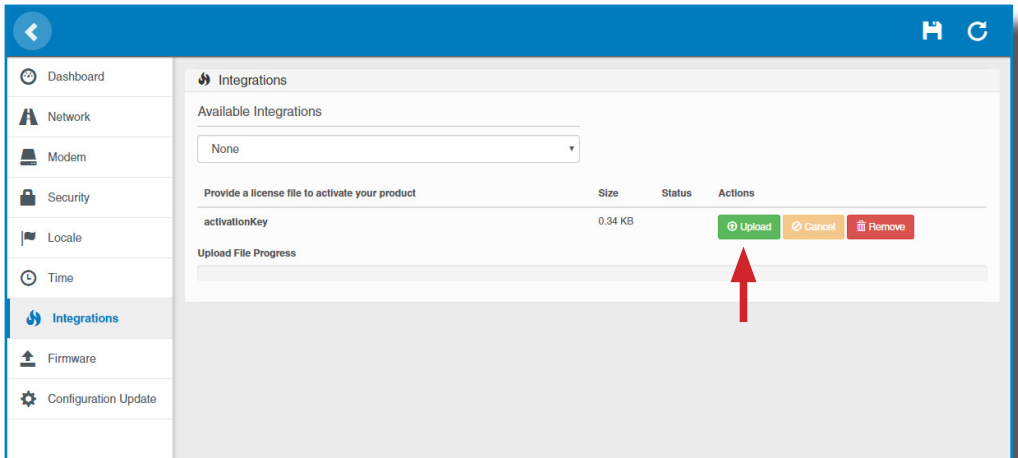 Dashboard
Network
Modem
Security
Locale
Time
Integrations
Firmware
Configuration Update
Integrations
Available Integrations
None
Provide a license file to activate your product Size Status Actions
activationKey 0.34 KB Upload Cancel Remove
Upload File Progress